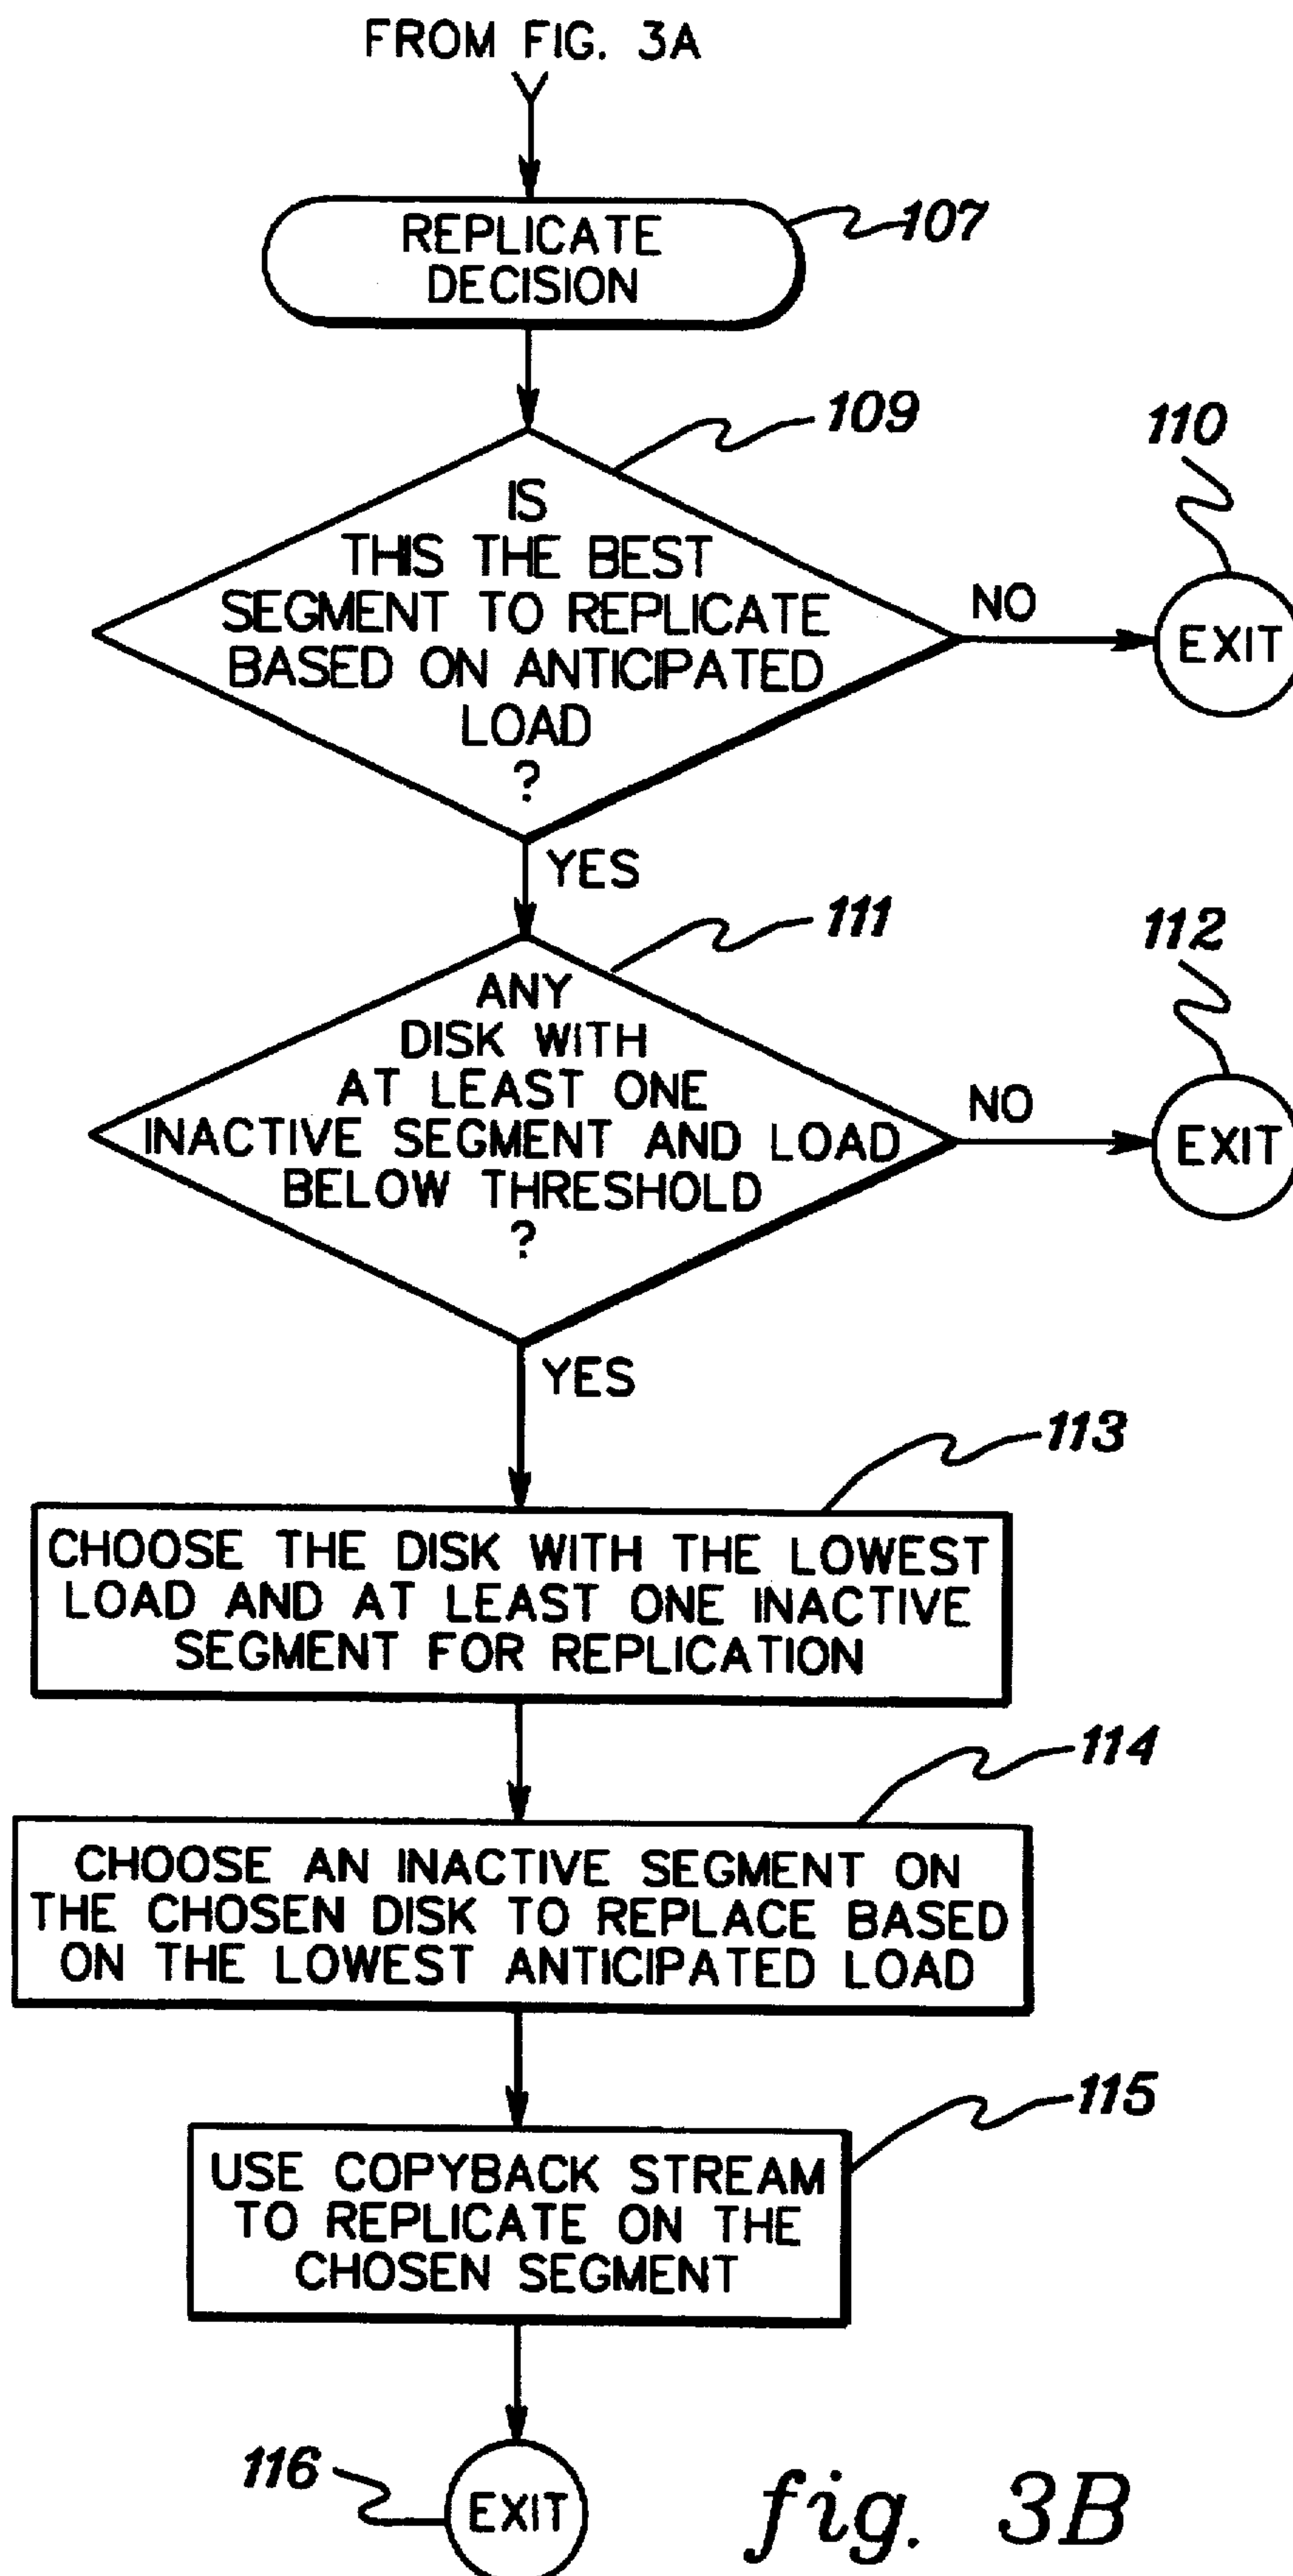 FROM FIG. 3A
REPLICATE
DECISION
107
109
IS
THIS THE BEST
SEGMENT TO REPLICATE
BASED ON ANTICIPATED
LOAD
?
NO
110
EXIT
YES
111
ANY
DISK WITH
AT LEAST ONE
INACTIVE SEGMENT AND LOAD
BELOW THRESHOLD
?
NO
112
EXIT
YES
113
CHOOSE THE DISK WITH THE LOWEST
LOAD AND AT LEAST ONE INACTIVE
SEGMENT FOR REPLICATION
114
CHOOSE AN INACTIVE SEGMENT ON
THE CHOSEN DISK TO REPLACE BASED
ON THE LOWEST ANTICIPATED LOAD
115
USE COPYBACK STREAM
TO REPLICATE ON THE
CHOSEN SEGMENT
116
EXIT
fig. 3B